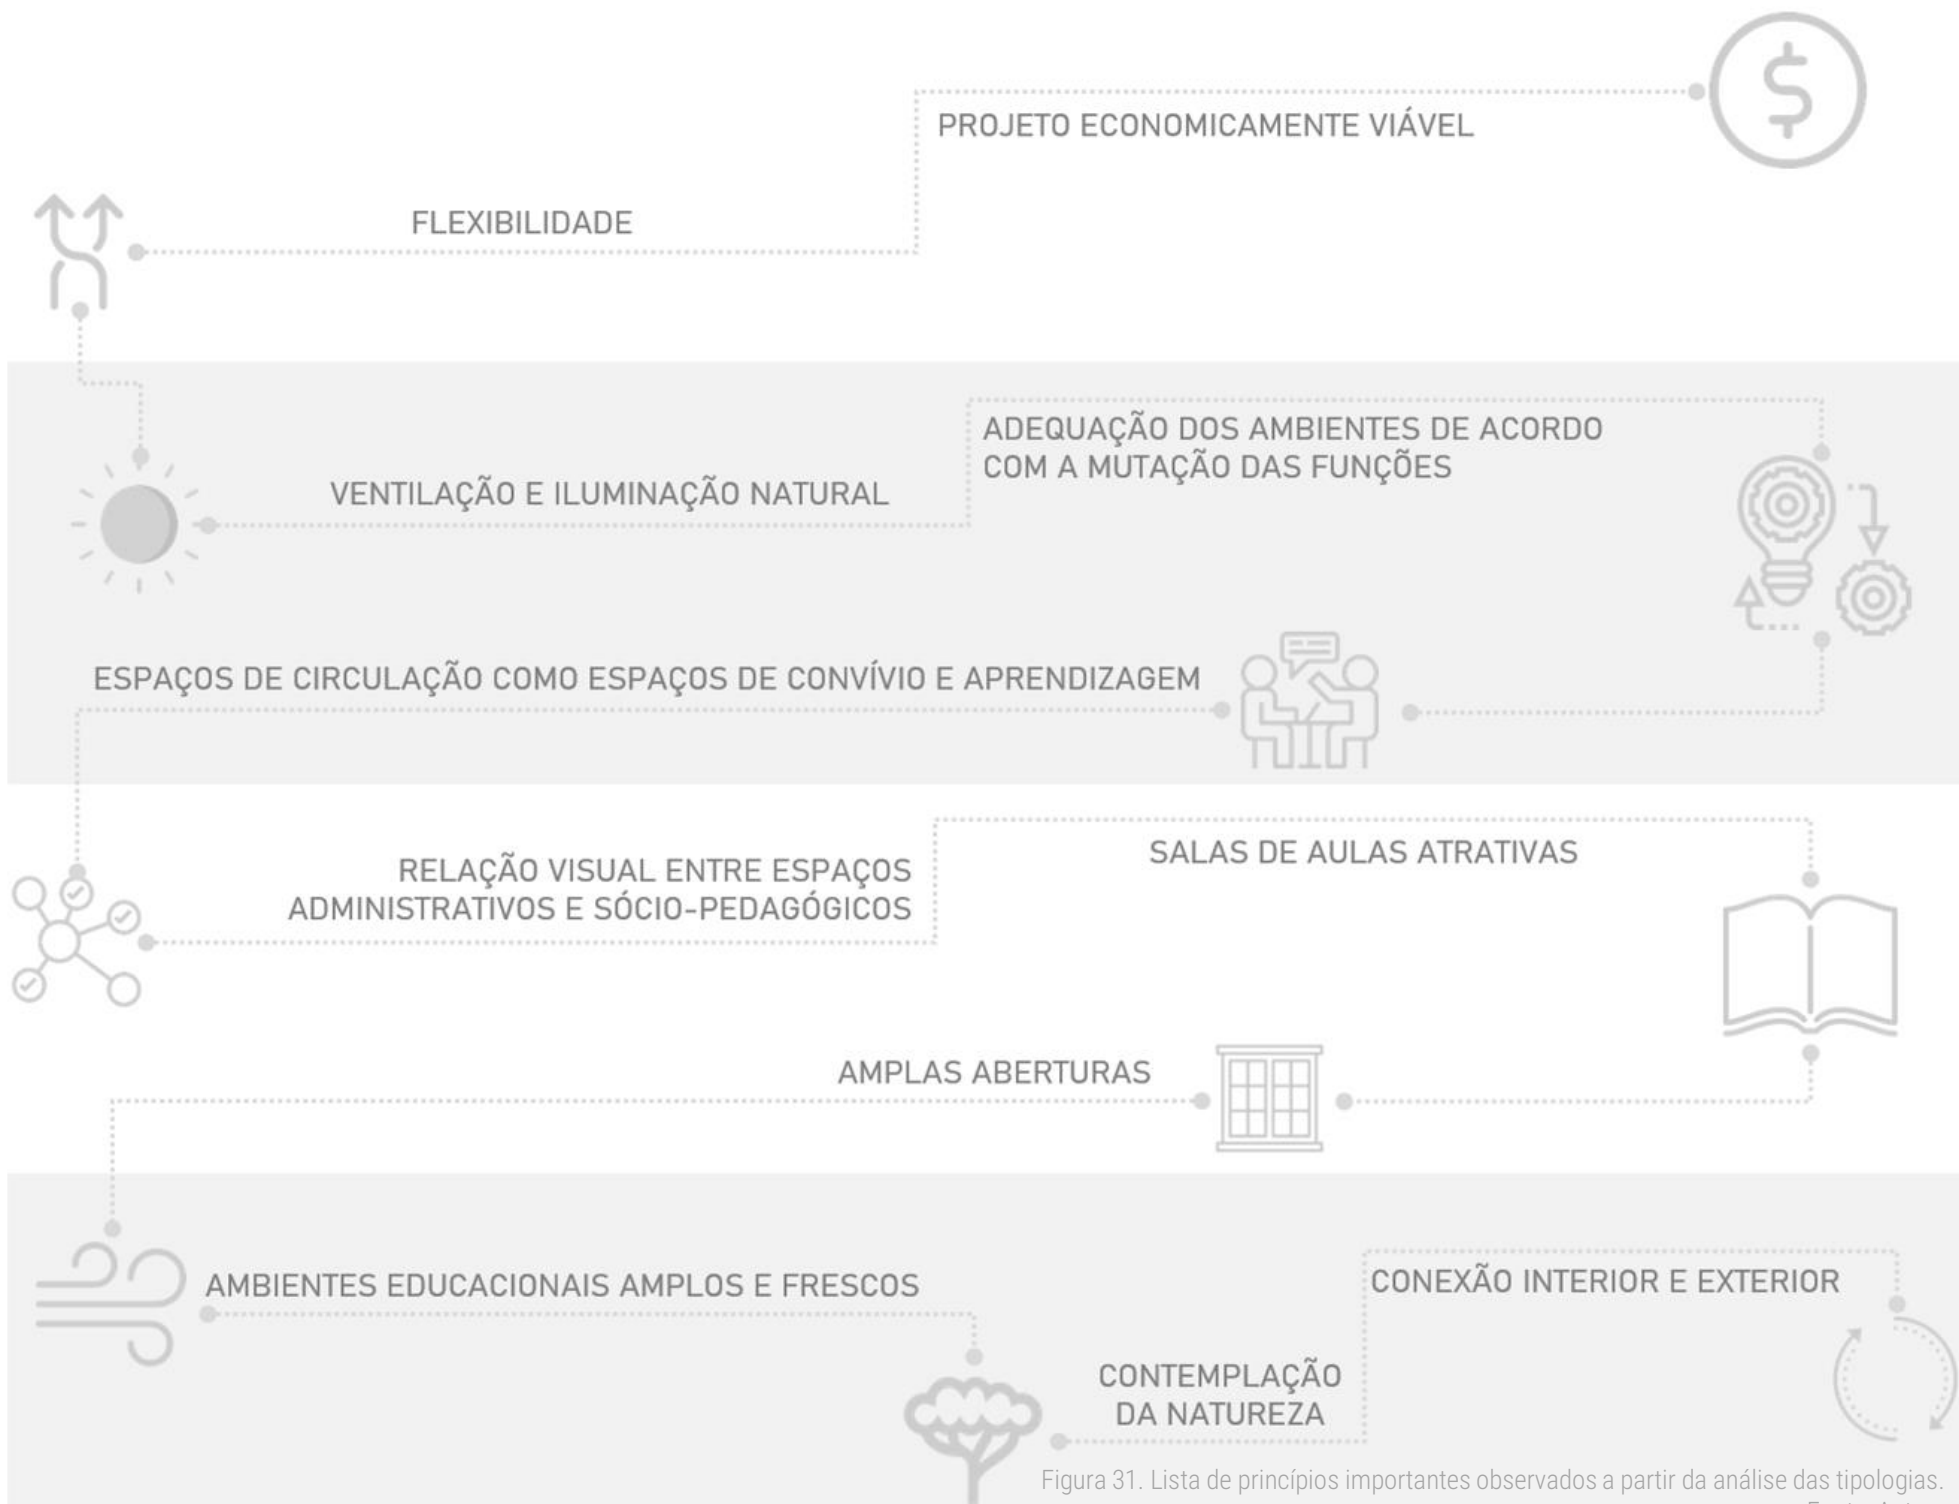 PROJETO ECONOMICAMENTE VIÁVEL
FLEXIBILIDADE
ADEQUAÇÃO DOS AMBIENTES DE ACORDO
COM A MUTAÇÃO DAS FUNÇÕES
VENTILAÇÃO E ILUMINAÇÃO NATURAL
ESPAÇOS DE CIRCULAÇÃO COMO ESPAÇOS DE CONVÍVIO E APRENDIZAGEM
SALAS DE AULAS ATRATIVAS
RELAÇÃO VISUAL ENTRE ESPAÇOS
ADMINISTRATIVOS E SÓCIO-PEDAGÓGICOS
AMPLAS ABERTURAS
AMBIENTES EDUCACIONAIS AMPLOS E FRESCOS
CONEXÃO INTERIOR E EXTERIOR
CONTEMPLAÇÃO
DA NATUREZA
Figura 31. Lista de princípios importantes observados a partir da análise das tipologias.